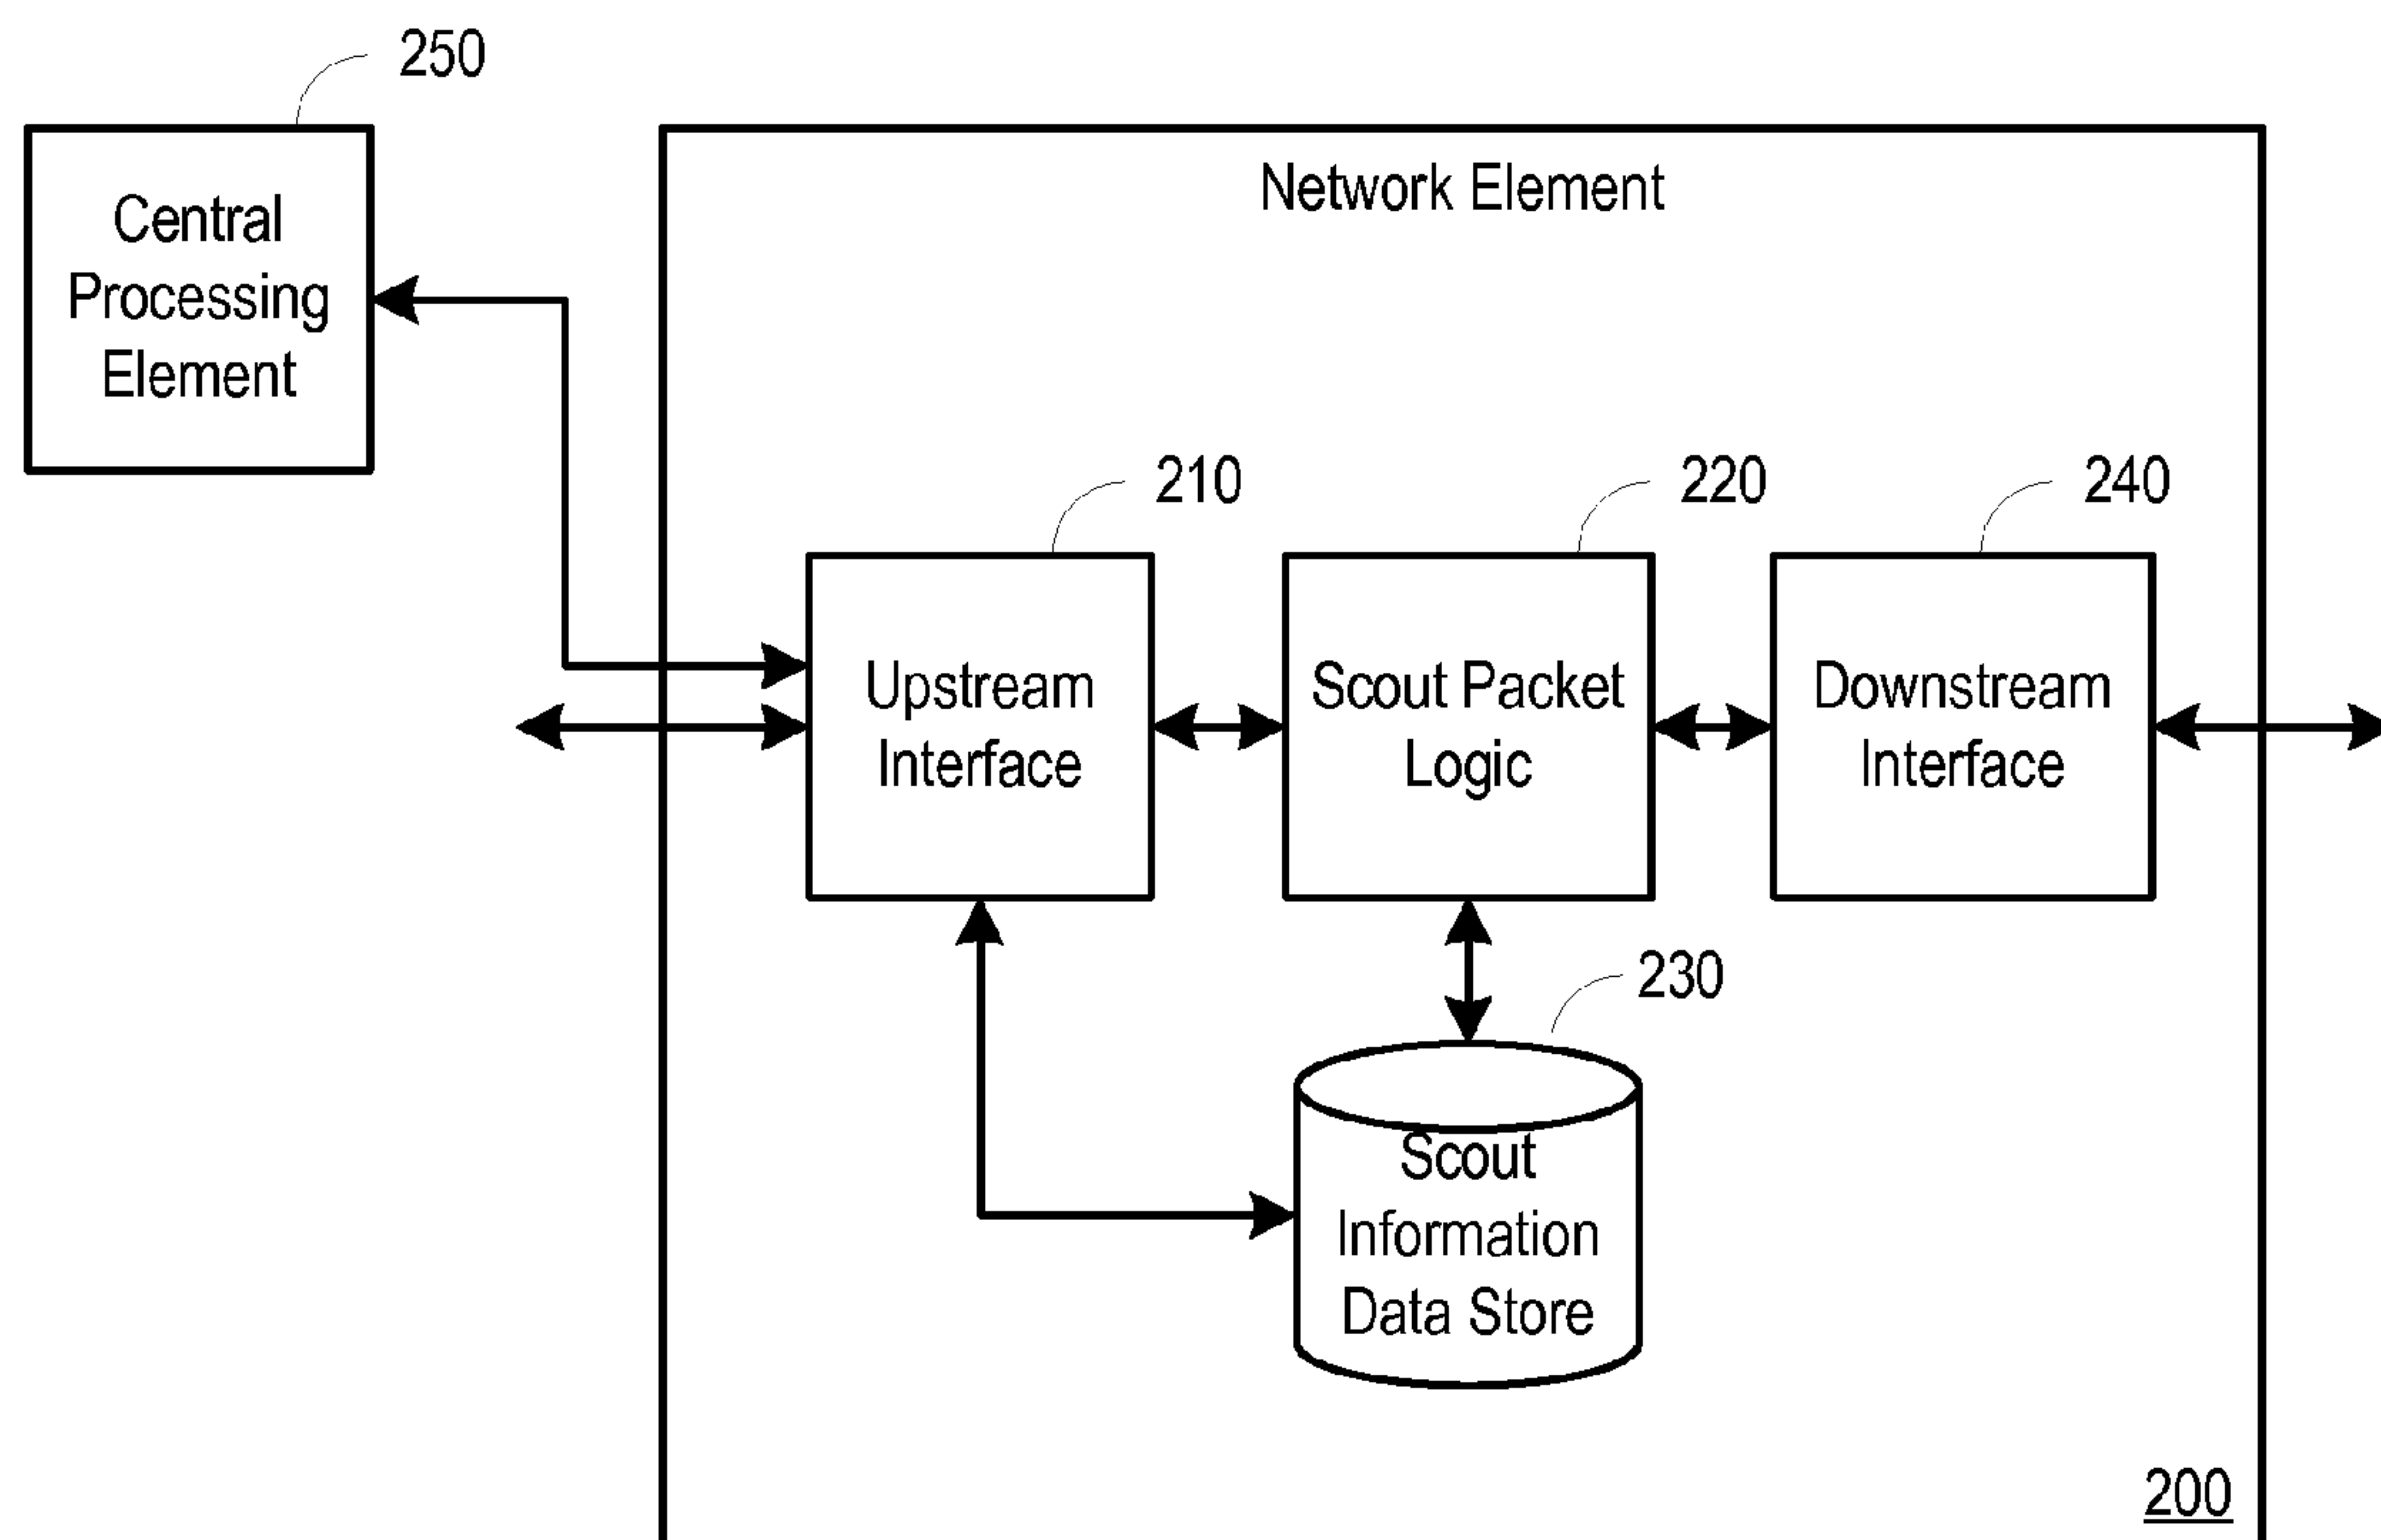 250
Central
Processing
Element
Network Element
210
220
240
Upstream
Interface
Scout Packet
Logic
Downstream
Interface
230
Scout
Information
Data Store
200